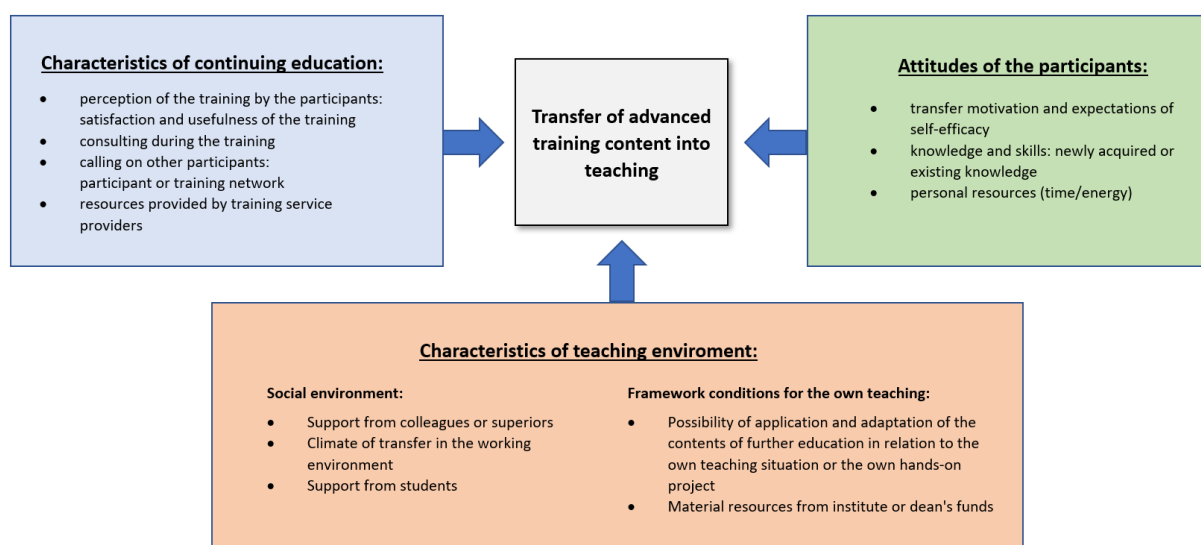 Characteristics of continuing education:
• perception of the training by the participants:
satisfaction and usefulness of the training
• consulting during the training
• calling on other participants:
participant or training network
• resources provided by training service
providers
Transfer of advanced
training content into
teaching
Attitudes of the participants:
• transfer motivation and expectations of
self-efficacy
• knowledge and skills: newly acquired or
existing knowledge
• personal resources (time/energy)
Characteristics of teaching enviroment:
Social environment:
• Support from colleagues or superiors
• Climate of transfer in the working
environment
• Support from students
Framework conditions for the own teaching:
• Possibility of application and adaptation of the
contents of further education in relation to the
own teaching situation or the own hands-on
project
• Material resources from institute or dean's funds